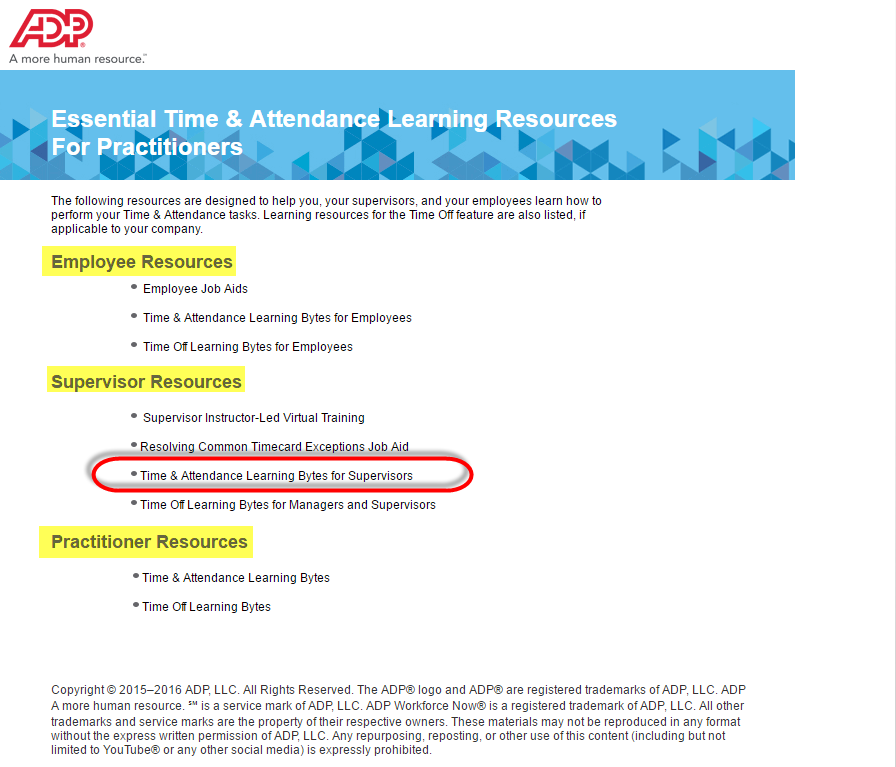 ADP®
A more human resource.℠
Essential Time & Attendance Learning Resources
For Practitioners
The following resources are designed to help you, your supervisors, and your employees learn how to
perform your Time & Attendance tasks. Learning resources for the Time Off feature are also listed, if
applicable to your company.
Employee Resources
• Employee Job Aids
• Time & Attendance Learning Bytes for Employees
• Time Off Learning Bytes for Employees
Supervisor Resources
• Supervisor Instructor-Led Virtual Training
• Resolving Common Timecard Exceptions Job Aid
• Time & Attendance Learning Bytes for Supervisors
• Time Off Learning Bytes for Managers and Supervisors
Practitioner Resources
• Time & Attendance Learning Bytes
• Time Off Learning Bytes
Copyright © 2015–2016 ADP, LLC. All Rights Reserved. The ADP® logo and ADP® are registered trademarks of ADP, LLC. ADP
A more human resource. ℠ is a service mark of ADP, LLC. ADP Workforce Now® is a registered trademark of ADP, LLC. All other
trademarks and service marks are the property of their respective owners. These materials may not be reproduced in any format
without the express written permission of ADP, LLC. Any repurposing, reposting, or other use of this content (including but not
limited to YouTube® or any other social media) is expressly prohibited.